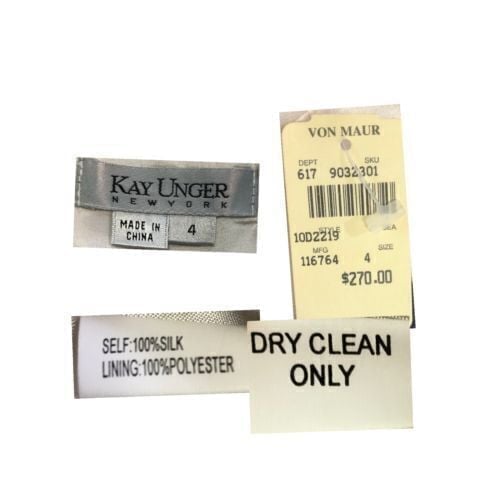 KAY UNGER
NEW YORK
MADE IN
CHINA
4
VON MAUR
DEPT SKU
617 9032301
STYLE SEA
10D2219
MFG SIZE
116764 4
$270.00
SELF:100%SILK
LINING:100%POLYESTER
DRY CLEAN
ONLY